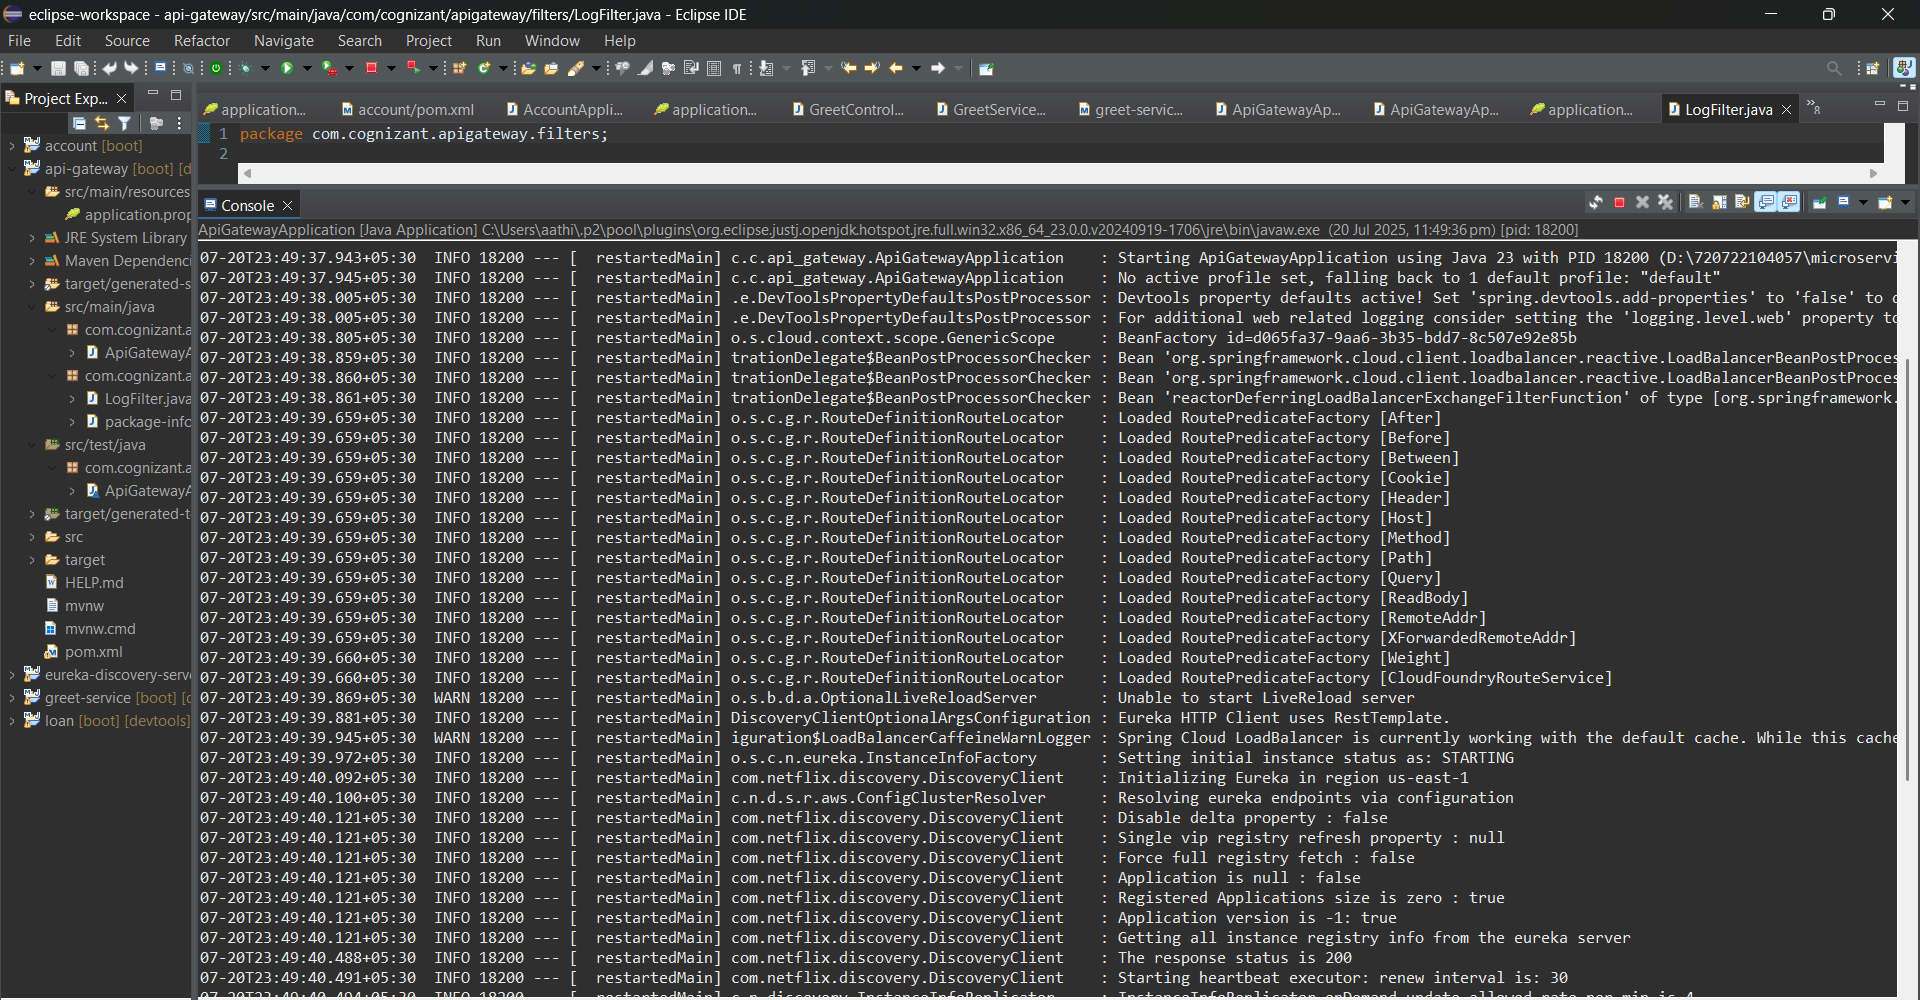 eclipse-workspace - api-gateway/src/main/java/com/cognizant/apigateway/filters/LogFilter.java - Eclipse IDE
File Edit Source Refactor Navigate Search Project Run Window Help
Project Exp...
application... account/pom.xml AccountAppli... application... GreetControl... GreetService... greet-servic... ApiGatewayAp... ApiGatewayAp... application... LogFilter.java »8
1 package com.cognizant.apigateway.filters;
2
account [boot]
api-gateway [boot] [d
src/main/resources
application.prop
JRE System Library
Maven Dependenci
target/generated-s
src/main/java
com.cognizant.a
ApiGatewayA
com.cognizant.a
LogFilter.java
package-info
src/test/java
com.cognizant.a
ApiGatewayA
target/generated-t
src
target
HELP.md
mvnw
mvnw.cmd
pom.xml
eureka-discovery-serv
greet-service [boot] [d
loan [boot] [devtools]
Console
ApiGatewayApplication [Java Application] C:\Users\aathi\.p2\pool\plugins\org.eclipse.justj.openjdk.hotspot.jre.full.win32.x86_64_23.0.0.v20240919-1706\jre\bin\javaw.exe (20 Jul 2025, 11:49:36 pm) [pid: 18200]
07-20T23:49:37.943+05:30 INFO 18200 --- [ restartedMain] c.c.api_gateway.ApiGatewayApplication : Starting ApiGatewayApplication using Java 23 with PID 18200 (D:\720722104057\microservi
07-20T23:49:37.945+05:30 INFO 18200 --- [ restartedMain] c.c.api_gateway.ApiGatewayApplication : No active profile set, falling back to 1 default profile: "default"
07-20T23:49:38.005+05:30 INFO 18200 --- [ restartedMain] .e.DevToolsPropertyDefaultsPostProcessor : Devtools property defaults active! Set 'spring.devtools.add-properties' to 'false' to d
07-20T23:49:38.005+05:30 INFO 18200 --- [ restartedMain] .e.DevToolsPropertyDefaultsPostProcessor : For additional web related logging consider setting the 'logging.level.web' property to
07-20T23:49:38.805+05:30 INFO 18200 --- [ restartedMain] o.s.cloud.context.scope.GenericScope : BeanFactory id=d065fa37-9aa6-3b35-bdd7-8c507e92e85b
07-20T23:49:38.859+05:30 INFO 18200 --- [ restartedMain] trationDelegate$BeanPostProcessorChecker : Bean 'org.springframework.cloud.client.loadbalancer.reactive.LoadBalancerBeanPostProces
07-20T23:49:38.860+05:30 INFO 18200 --- [ restartedMain] trationDelegate$BeanPostProcessorChecker : Bean 'org.springframework.cloud.client.loadbalancer.reactive.LoadBalancerBeanPostProces
07-20T23:49:38.861+05:30 INFO 18200 --- [ restartedMain] trationDelegate$BeanPostProcessorChecker : Bean 'reactorDeferringLoadBalancerExchangeFilterFunction' of type [org.springframework.
07-20T23:49:39.659+05:30 INFO 18200 --- [ restartedMain] o.s.c.g.r.RouteDefinitionRouteLocator : Loaded RoutePredicateFactory [After]
07-20T23:49:39.659+05:30 INFO 18200 --- [ restartedMain] o.s.c.g.r.RouteDefinitionRouteLocator : Loaded RoutePredicateFactory [Before]
07-20T23:49:39.659+05:30 INFO 18200 --- [ restartedMain] o.s.c.g.r.RouteDefinitionRouteLocator : Loaded RoutePredicateFactory [Between]
07-20T23:49:39.659+05:30 INFO 18200 --- [ restartedMain] o.s.c.g.r.RouteDefinitionRouteLocator : Loaded RoutePredicateFactory [Cookie]
07-20T23:49:39.659+05:30 INFO 18200 --- [ restartedMain] o.s.c.g.r.RouteDefinitionRouteLocator : Loaded RoutePredicateFactory [Header]
07-20T23:49:39.659+05:30 INFO 18200 --- [ restartedMain] o.s.c.g.r.RouteDefinitionRouteLocator : Loaded RoutePredicateFactory [Host]
07-20T23:49:39.659+05:30 INFO 18200 --- [ restartedMain] o.s.c.g.r.RouteDefinitionRouteLocator : Loaded RoutePredicateFactory [Method]
07-20T23:49:39.659+05:30 INFO 18200 --- [ restartedMain] o.s.c.g.r.RouteDefinitionRouteLocator : Loaded RoutePredicateFactory [Path]
07-20T23:49:39.659+05:30 INFO 18200 --- [ restartedMain] o.s.c.g.r.RouteDefinitionRouteLocator : Loaded RoutePredicateFactory [Query]
07-20T23:49:39.659+05:30 INFO 18200 --- [ restartedMain] o.s.c.g.r.RouteDefinitionRouteLocator : Loaded RoutePredicateFactory [ReadBody]
07-20T23:49:39.659+05:30 INFO 18200 --- [ restartedMain] o.s.c.g.r.RouteDefinitionRouteLocator : Loaded RoutePredicateFactory [RemoteAddr]
07-20T23:49:39.659+05:30 INFO 18200 --- [ restartedMain] o.s.c.g.r.RouteDefinitionRouteLocator : Loaded RoutePredicateFactory [XForwardedRemoteAddr]
07-20T23:49:39.660+05:30 INFO 18200 --- [ restartedMain] o.s.c.g.r.RouteDefinitionRouteLocator : Loaded RoutePredicateFactory [Weight]
07-20T23:49:39.660+05:30 INFO 18200 --- [ restartedMain] o.s.c.g.r.RouteDefinitionRouteLocator : Loaded RoutePredicateFactory [CloudFoundryRouteService]
07-20T23:49:39.869+05:30 WARN 18200 --- [ restartedMain] o.s.b.d.a.OptionalLiveReloadServer : Unable to start LiveReload server
07-20T23:49:39.881+05:30 INFO 18200 --- [ restartedMain] DiscoveryClientOptionalArgsConfiguration : Eureka HTTP Client uses RestTemplate.
07-20T23:49:39.945+05:30 WARN 18200 --- [ restartedMain] iguration$LoadBalancerCaffeineWarnLogger : Spring Cloud LoadBalancer is currently working with the default cache. While this cache
07-20T23:49:39.972+05:30 INFO 18200 --- [ restartedMain] o.s.c.n.eureka.InstanceInfoFactory : Setting initial instance status as: STARTING
07-20T23:49:40.092+05:30 INFO 18200 --- [ restartedMain] com.netflix.discovery.DiscoveryClient : Initializing Eureka in region us-east-1
07-20T23:49:40.100+05:30 INFO 18200 --- [ restartedMain] c.n.d.s.r.aws.ConfigClusterResolver : Resolving eureka endpoints via configuration
07-20T23:49:40.121+05:30 INFO 18200 --- [ restartedMain] com.netflix.discovery.DiscoveryClient : Disable delta property : false
07-20T23:49:40.121+05:30 INFO 18200 --- [ restartedMain] com.netflix.discovery.DiscoveryClient : Single vip registry refresh property : null
07-20T23:49:40.121+05:30 INFO 18200 --- [ restartedMain] com.netflix.discovery.DiscoveryClient : Force full registry fetch : false
07-20T23:49:40.121+05:30 INFO 18200 --- [ restartedMain] com.netflix.discovery.DiscoveryClient : Application is null : false
07-20T23:49:40.121+05:30 INFO 18200 --- [ restartedMain] com.netflix.discovery.DiscoveryClient : Registered Applications size is zero : true
07-20T23:49:40.121+05:30 INFO 18200 --- [ restartedMain] com.netflix.discovery.DiscoveryClient : Application version is -1: true
07-20T23:49:40.121+05:30 INFO 18200 --- [ restartedMain] com.netflix.discovery.DiscoveryClient : Getting all instance registry info from the eureka server
07-20T23:49:40.488+05:30 INFO 18200 --- [ restartedMain] com.netflix.discovery.DiscoveryClient : The response status is 200
07-20T23:49:40.491+05:30 INFO 18200 --- [ restartedMain] com.netflix.discovery.DiscoveryClient : Starting heartbeat executor: renew interval is: 30